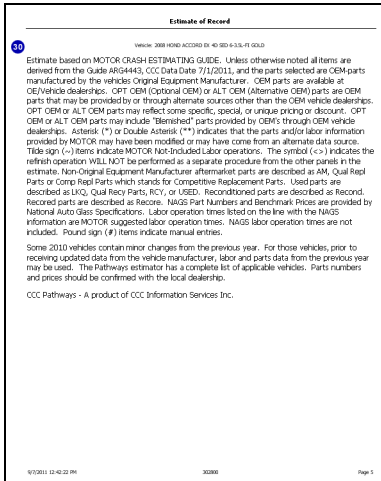 Estimate of Record
30
Vehicle: 2008 HOND ACCORD EX 4D SED 6-3.5L-FI GOLD
Estimate based on MOTOR CRASH ESTIMATING GUIDE. Unless otherwise noted all items are
derived from the Guide ARG4443, CCC Data Date 7/1/2011, and the parts selected are OEM-parts
manufactured by the vehicles Original Equipment Manufacturer. OEM parts are available at
OE/Vehicle dealerships. OPT OEM (Optional OEM) or ALT OEM (Alternative OEM) parts are OEM
parts that may be provided by or through alternate sources other than the OEM vehicle dealerships.
OPT OEM or ALT OEM parts may reflect some specific, special, or unique pricing or discount. OPT
OEM or ALT OEM parts may include "Blemished" parts provided by OEM's through OEM vehicle
dealerships. Asterisk (*) or Double Asterisk (**) indicates that the parts and/or labor information
provided by MOTOR may have been modified or may have come from an alternate data source.
Tilde sign (~) items indicate MOTOR Not-Included Labor operations. The symbol (<>) indicates the
refinish operation WILL NOT be performed as a separate procedure from the other panels in the
estimate. Non-Original Equipment Manufacturer aftermarket parts are described as AM, Qual Repl
Parts or Comp Repl Parts which stands for Competitive Replacement Parts. Used parts are
described as LKQ, Qual Recy Parts, RCY, or USED. Reconditioned parts are described as Recond.
Recored parts are described as Recore. NAGS Part Numbers and Benchmark Prices are provided by
National Auto Glass Specifications. Labor operation times listed on the line with the NAGS
information are MOTOR suggested labor operation times. NAGS labor operation times are not
included. Pound sign (#) items indicate manual entries.
Some 2010 vehicles contain minor changes from the previous year. For those vehicles, prior to
receiving updated data from the vehicle manufacturer, labor and parts data from the previous year
may be used. The Pathways estimator has a complete list of applicable vehicles. Parts numbers
and prices should be confirmed with the local dealership.
CCC Pathways - A product of CCC Information Services Inc.
9/7/2011 12:42:22 PM
302800
Page 5